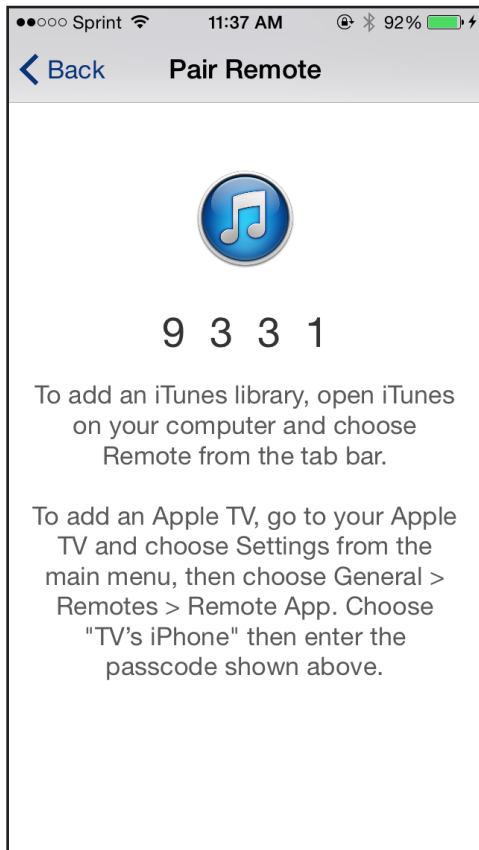 Sprint 11:37 AM 92%
Back Pair Remote
9 3 3 1
To add an iTunes library, open iTunes
on your computer and choose
Remote from the tab bar.
To add an Apple TV, go to your Apple
TV and choose Settings from the
main menu, then choose General >
Remotes > Remote App. Choose
"TV’s iPhone" then enter the
passcode shown above.